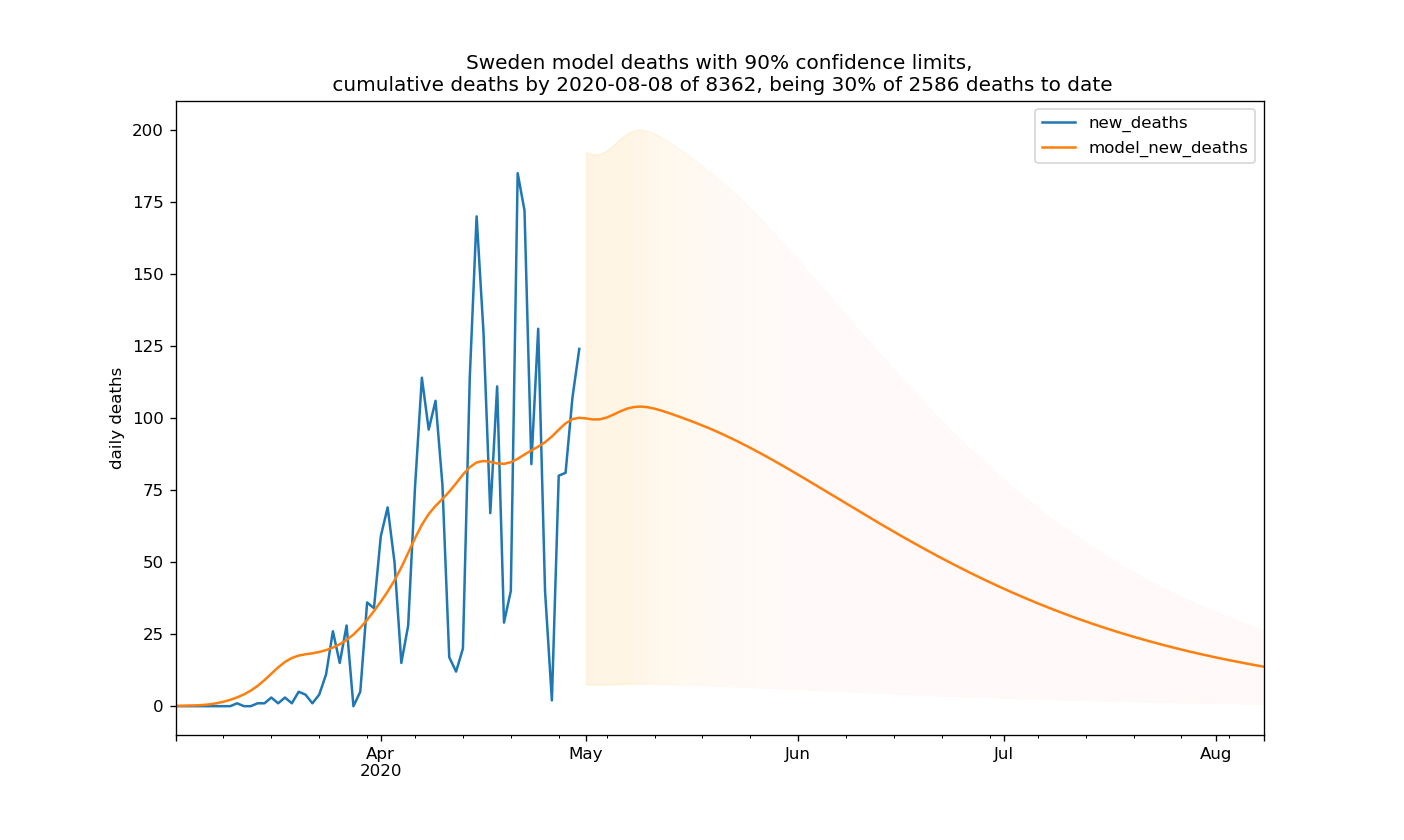 Sweden model deaths with 90% confidence limits,
cumulative deaths by 2020-08-08 of 8362, being 30% of 2586 deaths to date
new_deaths
model_new_deaths
daily deaths
200
175
150
125
100
75
50
25
0
Apr May Jun Jul Aug
2020